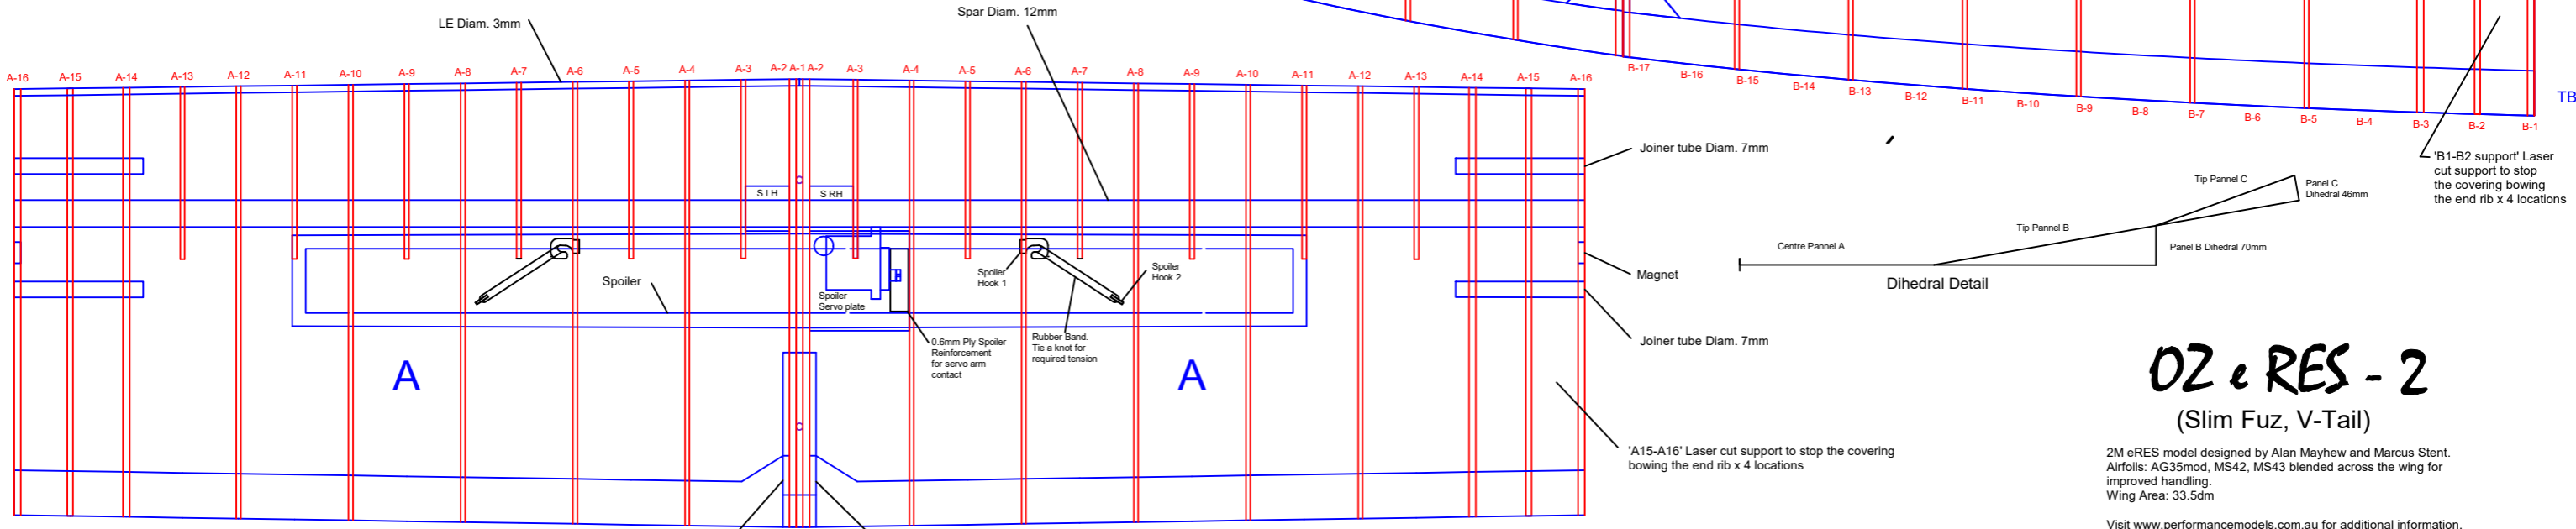 LE Diam. 3mm
Spar Diam. 12mm
A-16 A-15 A-14 A-13 A-12 A-11 A-10 A-9 A-8 A-7 A-6 A-5 A-4 A-3 A-2 A-1 A-2 A-3 A-4 A-5 A-6 A-7 A-8 A-9 A-10 A-11 A-12 A-13 A-14 A-15 A-16
B-17 B-16 B-15 B-14 B-13 B-12 B-11 B-10 B-9 B-8 B-7 B-6 B-5 B-4 B-3 B-2 B-1
TB
S LH
S RH
Spoiler
Spoiler
Servo plate
Spoiler
Hook 1
Spoiler
Hook 2
0.6mm Ply Spoiler
Reinforcement
for servo arm
contact
Rubber Band.
Tie a knot for
required tension
A
A
Joiner tube Diam. 7mm
Magnet
Joiner tube Diam. 7mm
'A15-A16' Laser cut support to stop the covering
bowing the end rib x 4 locations
'B1-B2 support' Laser
cut support to stop
the covering bowing
the end rib x 4 locations
Tip Pannel C
Panel C
Dihedral 46mm
Tip Pannel B
Centre Pannel A
Panel B Dihedral 70mm
Dihedral Detail
OZ e RES - 2
(Slim Fuz, V-Tail)
2M eRES model designed by Alan Mayhew and Marcus Stent.
Airfoils: AG35mod, MS42, MS43 blended across the wing for
improved handling.
Wing Area: 33.5dm
Visit www.performancemodels.com.au for additional information.